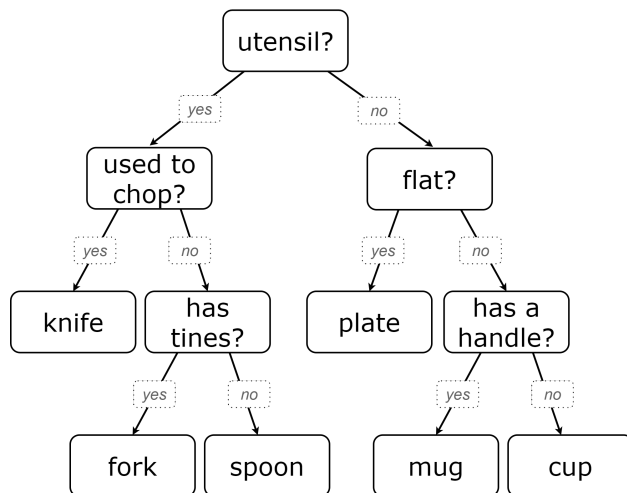 utensil?
yes
no
used to
chop?
flat?
yes
no
yes
no
knife
has
tines?
plate
has a
handle?
yes
no
yes
no
fork
spoon
mug
cup